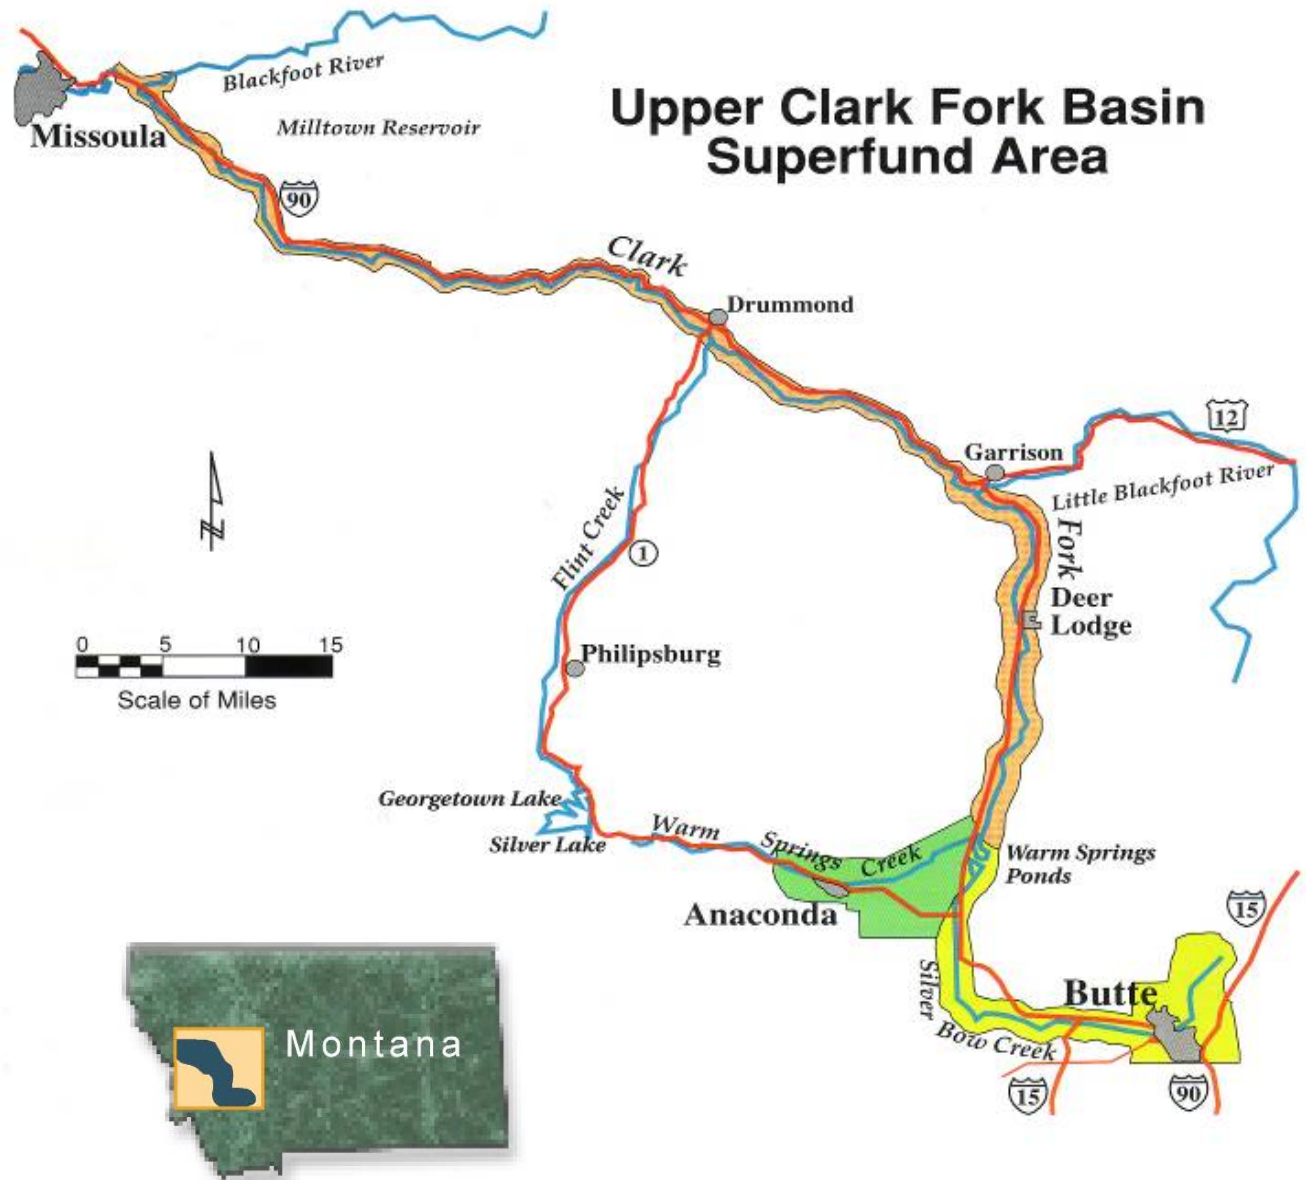 Blackfoot River
Missoula
Milltown Reservoir
Upper Clark Fork Basin
Superfund Area
90
Clark
Drummond
12
Garrison
Little Blackfoot River
Fork
Flint Creek
1
Deer
Lodge
0 5 10 15
Scale of Miles
Philipsburg
Georgetown Lake
Silver Lake
Warm Springs Creek
Warm Springs
Ponds
Anaconda
15
Silver
Bow Creek
Butte
15
90
Montana